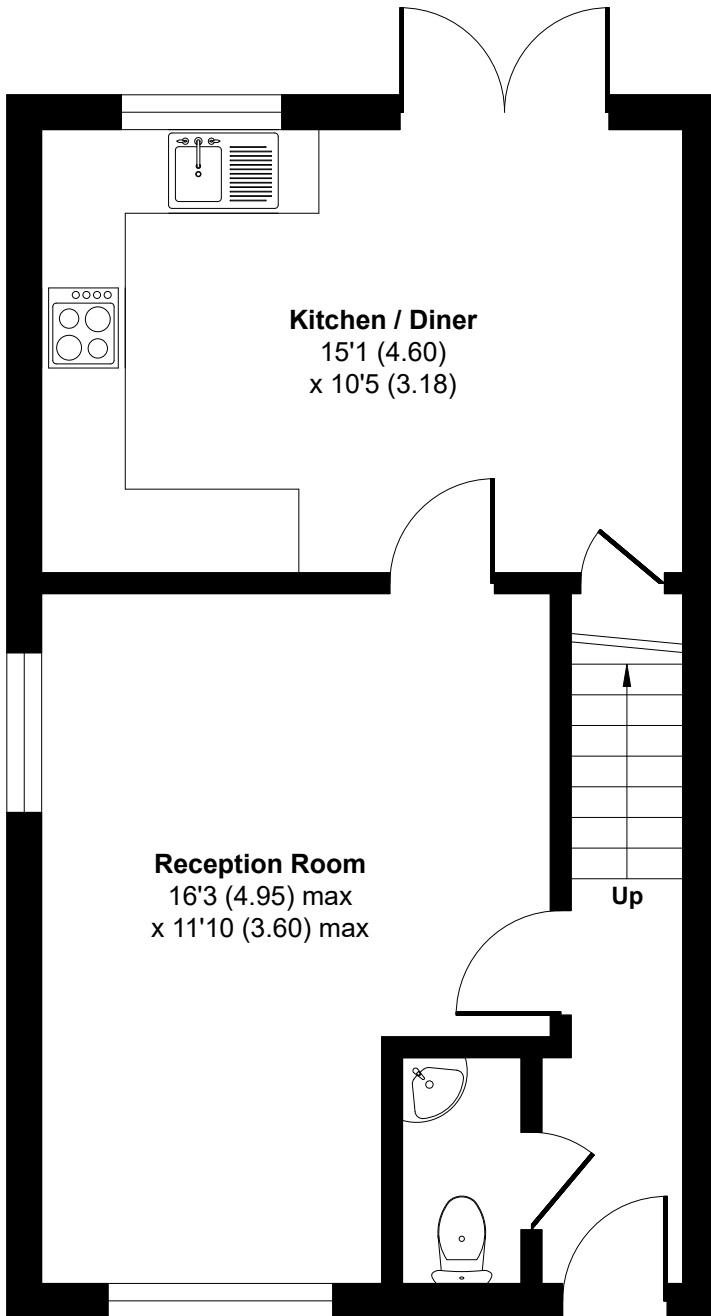 Kitchen / Diner
15'1 (4.60)
x 10'5 (3.18)
Reception Room
16'3 (4.95) max
x 11'10 (3.60) max
Up